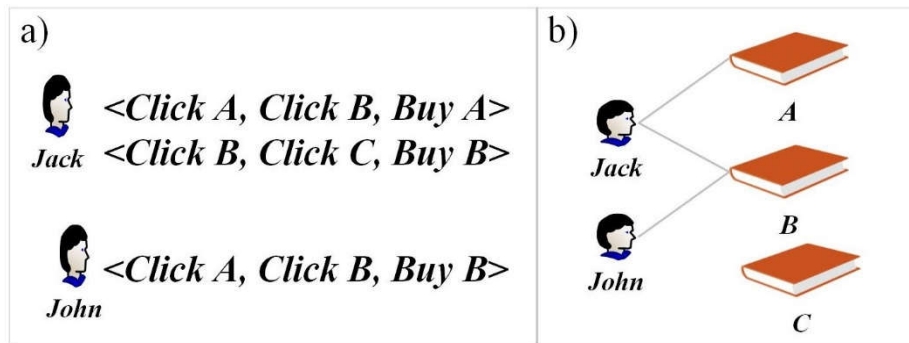 a)
<Click A, Click B, Buy A>
Jack <Click B, Click C, Buy B>
<Click A, Click B, Buy B>
John
b)
A
Jack
B
John
C